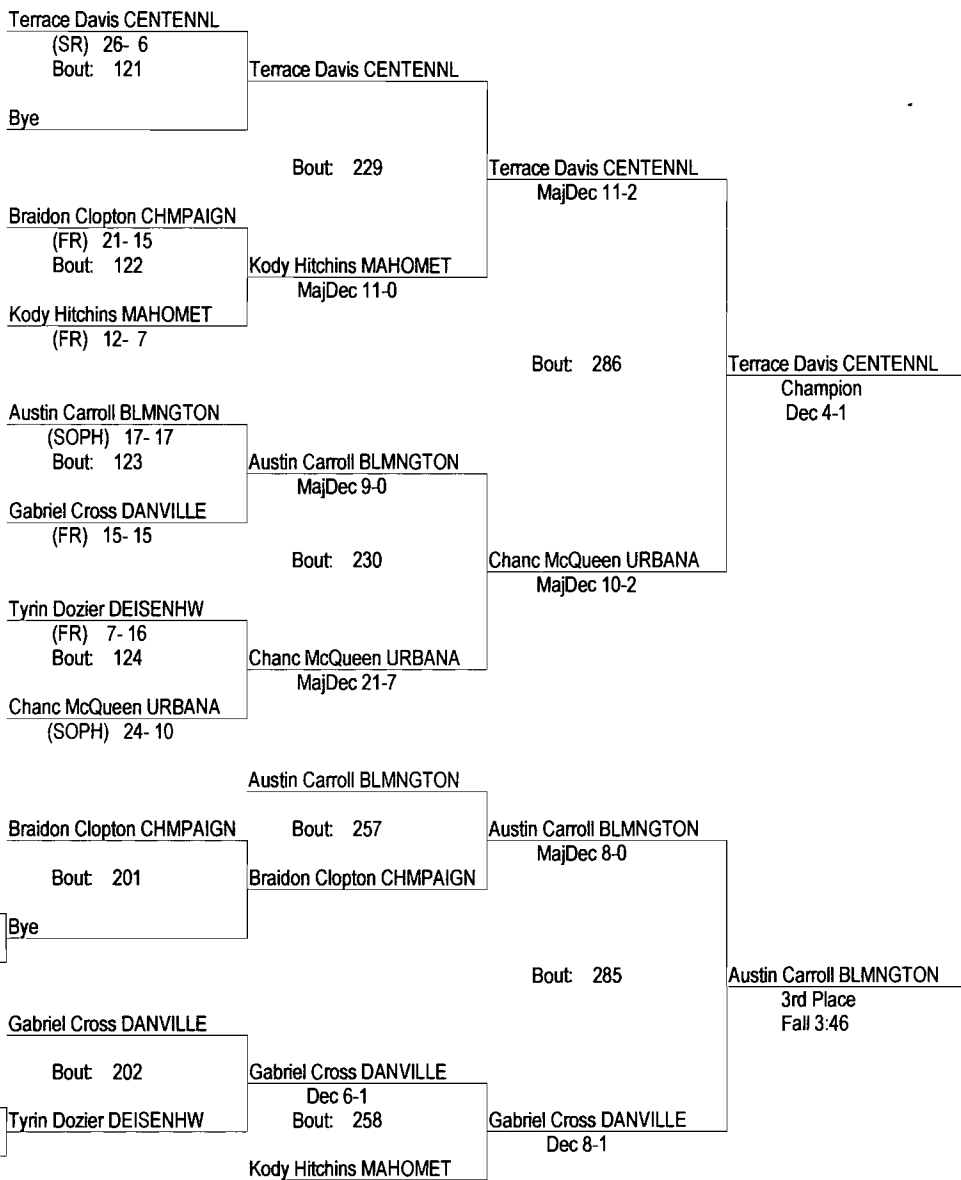 Terrace Davis CENTENNL
(SR) 26- 6
Bout: 121
Terrace Davis CENTENNL
Bye
Bout: 229
Terrace Davis CENTENNL
MajDec 11-2
Braidon Clopton CHMPAIGN
(FR) 21- 15
Bout: 122
Kody Hitchins MAHOMET
MajDec 11-0
Kody Hitchins MAHOMET
(FR) 12- 7
Bout: 286
Terrace Davis CENTENNL
Champion
Dec 4-1
Austin Carroll BLMNGTON
(SOPH) 17- 17
Bout: 123
Austin Carroll BLMNGTON
MajDec 9-0
Gabriel Cross DANVILLE
(FR) 15- 15
Bout: 230
Chanc McQueen URBANA
MajDec 10-2
Tyrin Dozier DEISENHW
(FR) 7- 16
Bout: 124
Chanc McQueen URBANA
MajDec 21-7
Chanc McQueen URBANA
(SOPH) 24- 10
Austin Carroll BLMNGTON
Braidon Clopton CHMPAIGN
Bout: 257
Austin Carroll BLMNGTON
MajDec 8-0
Bout: 201
Braidon Clopton CHMPAIGN
Bye
Bout: 285
Austin Carroll BLMNGTON
3rd Place
Fall 3:46
Gabriel Cross DANVILLE
Bout: 202
Gabriel Cross DANVILLE
Dec 6-1
Tyrin Dozier DEISENHW
Bout: 258
Gabriel Cross DANVILLE
Dec 8-1
Kody Hitchins MAHOMET